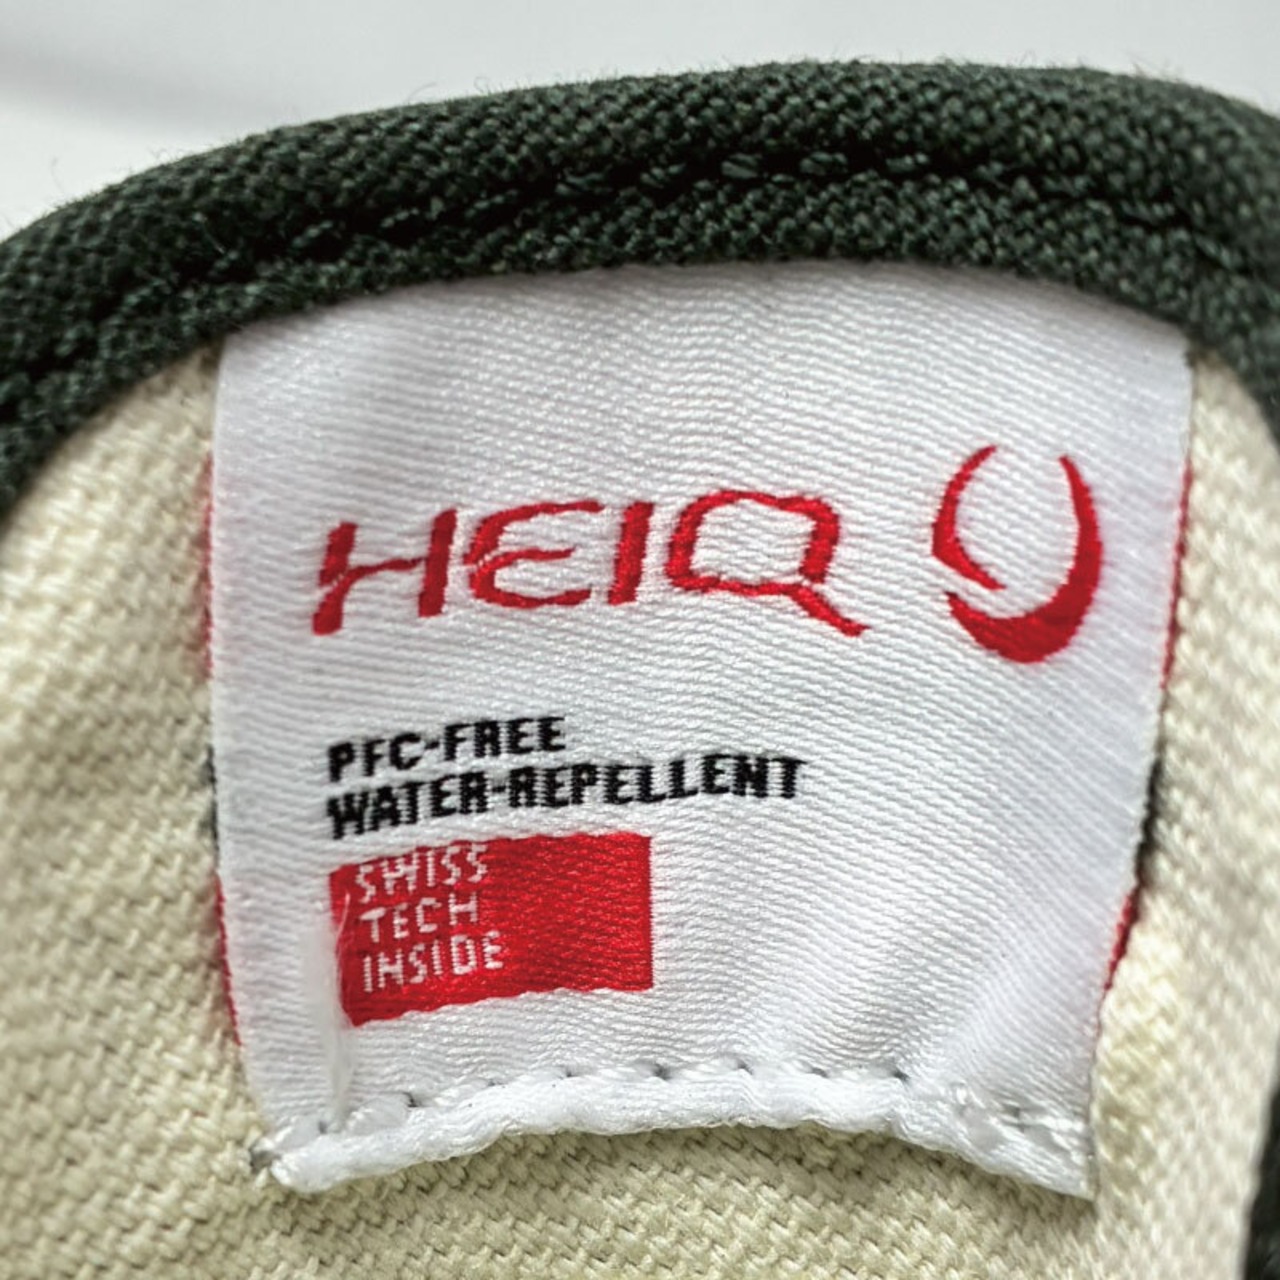 HEIQ
PFC-FREE
WATER-REPELLENT
SWISS
TECH
INSIDE